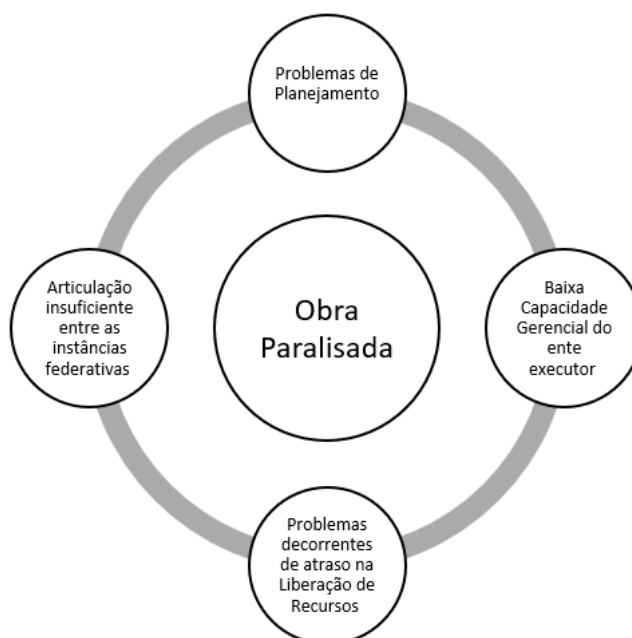 Problemas de
Planejamento
Articulação
insuficiente
entre as
instâncias
federativas
Obra
Paralisada
Baixa
Capacidade
Gerencial do
ente
executor
Problemas
decorrentes
de atraso na
Liberação de
Recursos